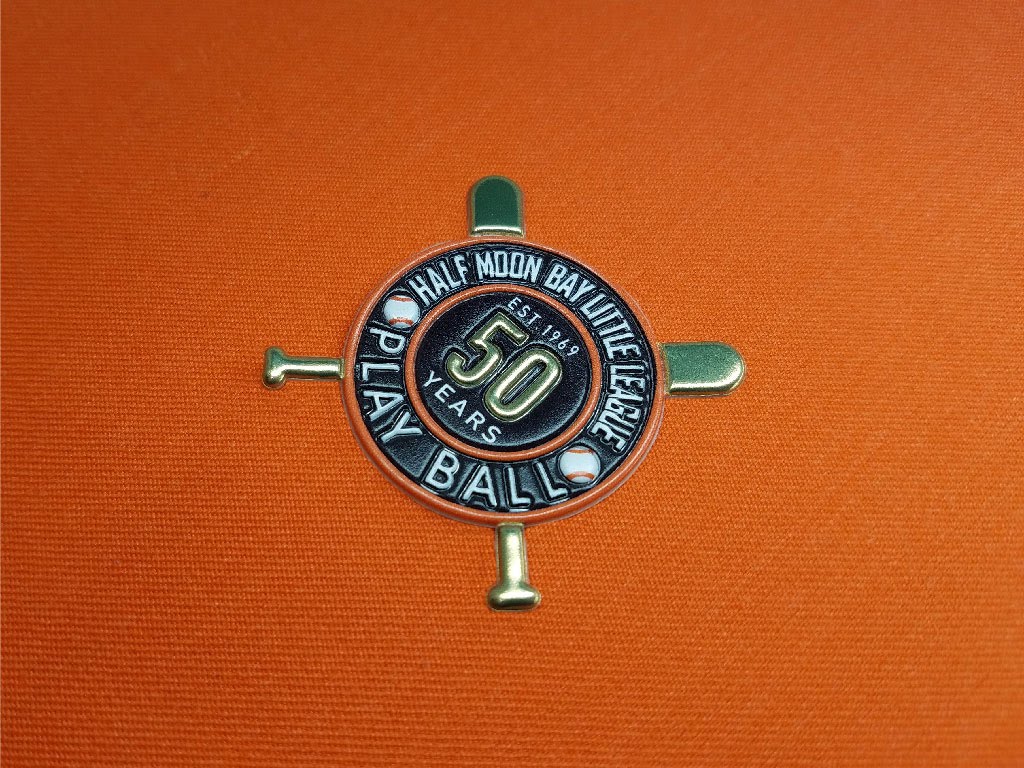 HALF MOON BAY LITTLE LEAGUE
EST. 1969
50
YEARS
PLAY BALL